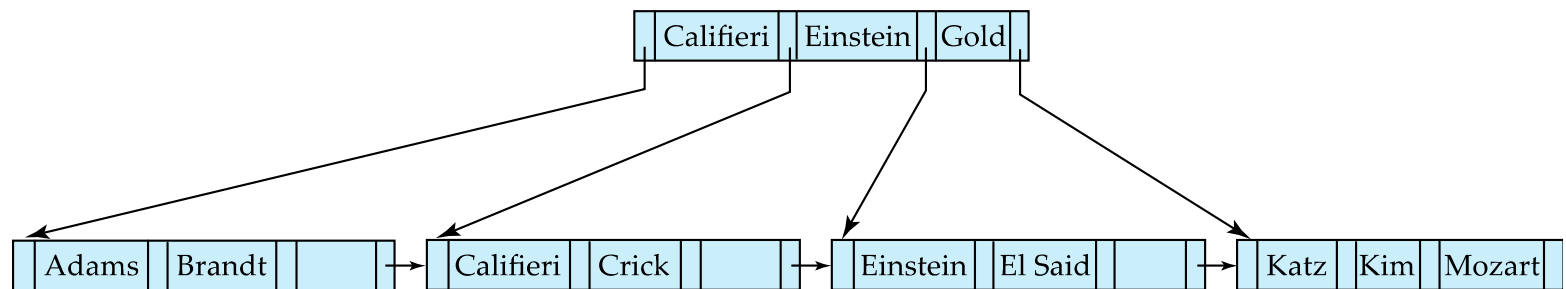 Califieri Einstein Gold
Adams Brandt Califieri Crick Einstein El Said Katz Kim Mozart